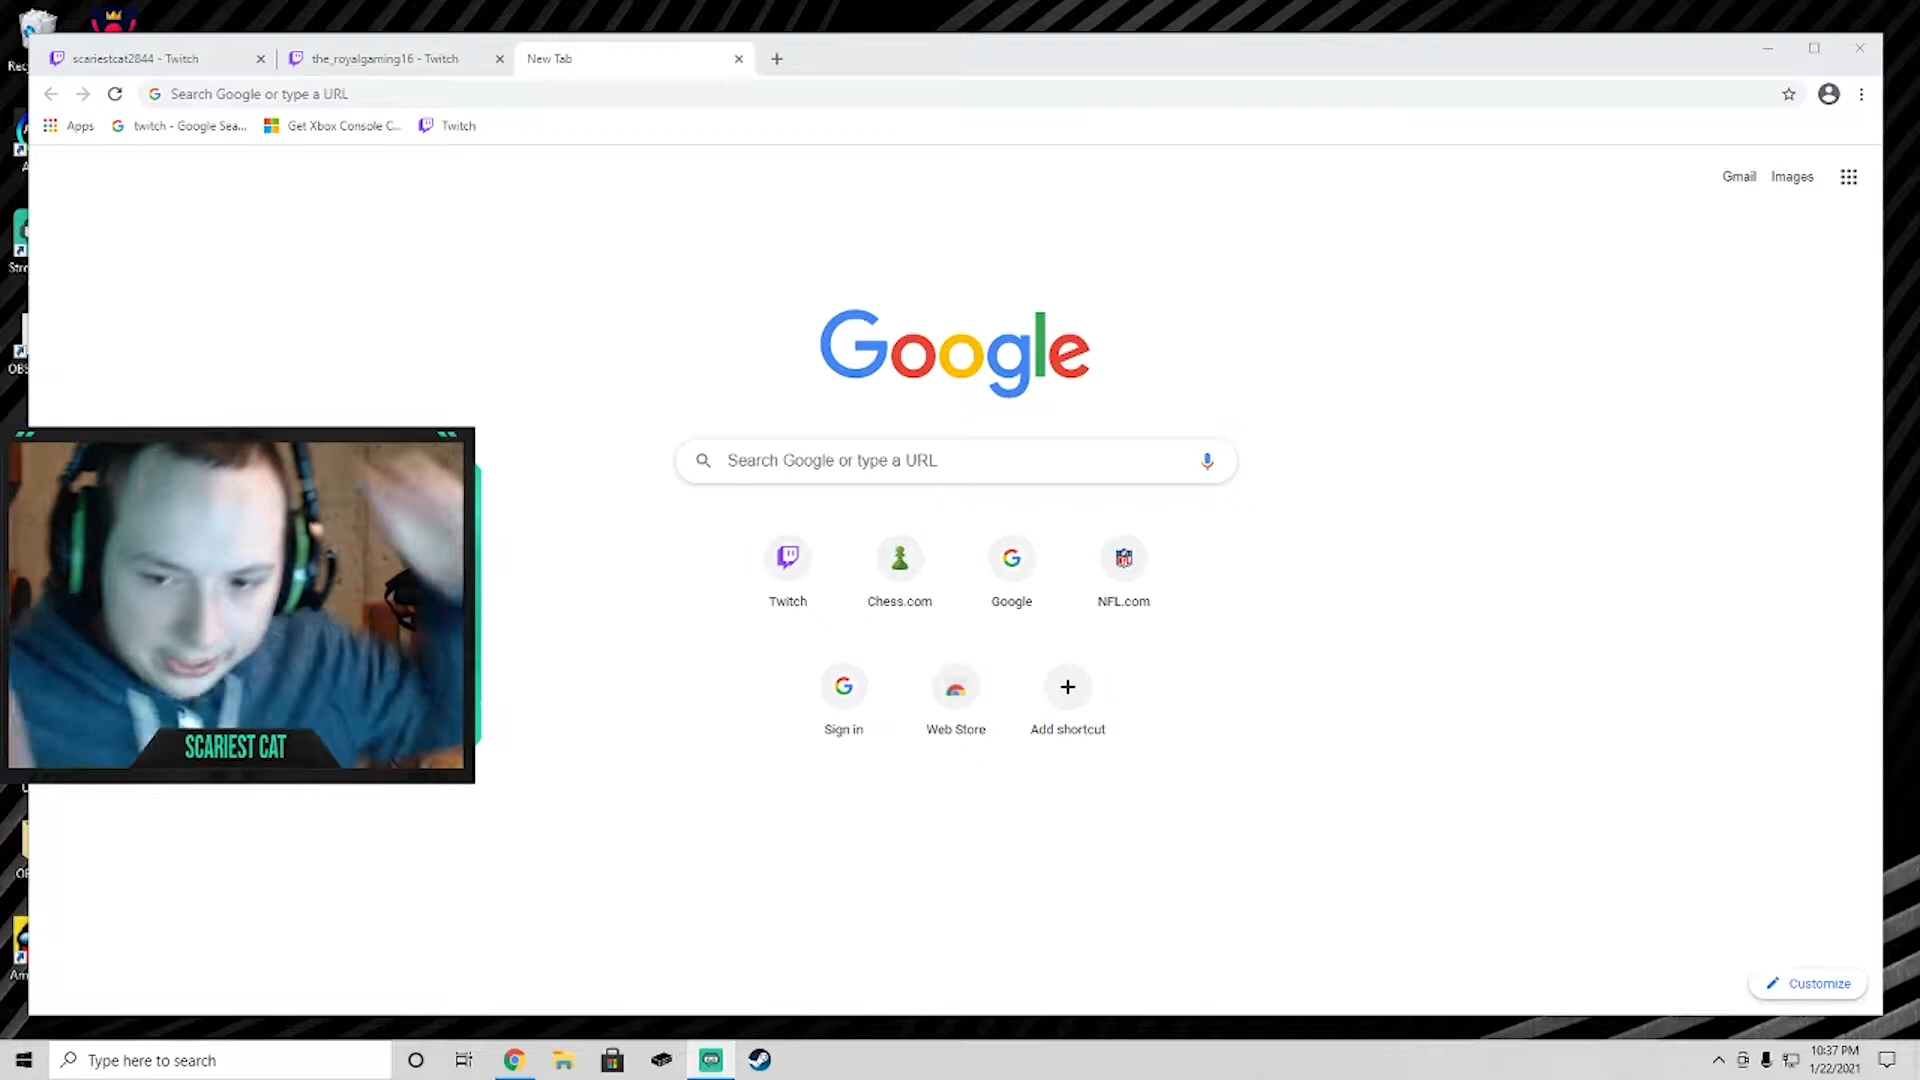 Rec
scariestcat2844 - Twitch
the_royalgaming16 - Twitch
New Tab
Search Google or type a URL
Apps
twitch - Google Sea...
Get Xbox Console C...
Twitch
Gmail
Images
Google
Search Google or type a URL
Twitch
Chess.com
Google
NFL.com
Sign in
Web Store
Add shortcut
SCARIEST CAT
Customize
Type here to search
10:37 PM
1/22/2021